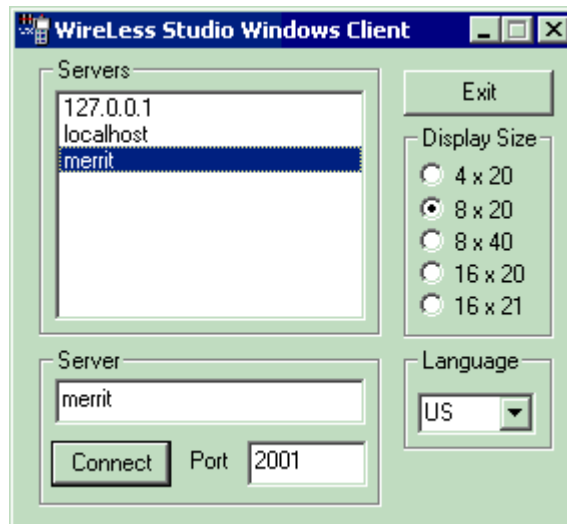 WireLess Studio Windows Client
Servers
127.0.0.1
localhost
merrit
Exit
Display Size
4 x 20
8 x 20
8 x 40
16 x 20
16 x 21
Server
merrit
Connect Port 2001
Language
US